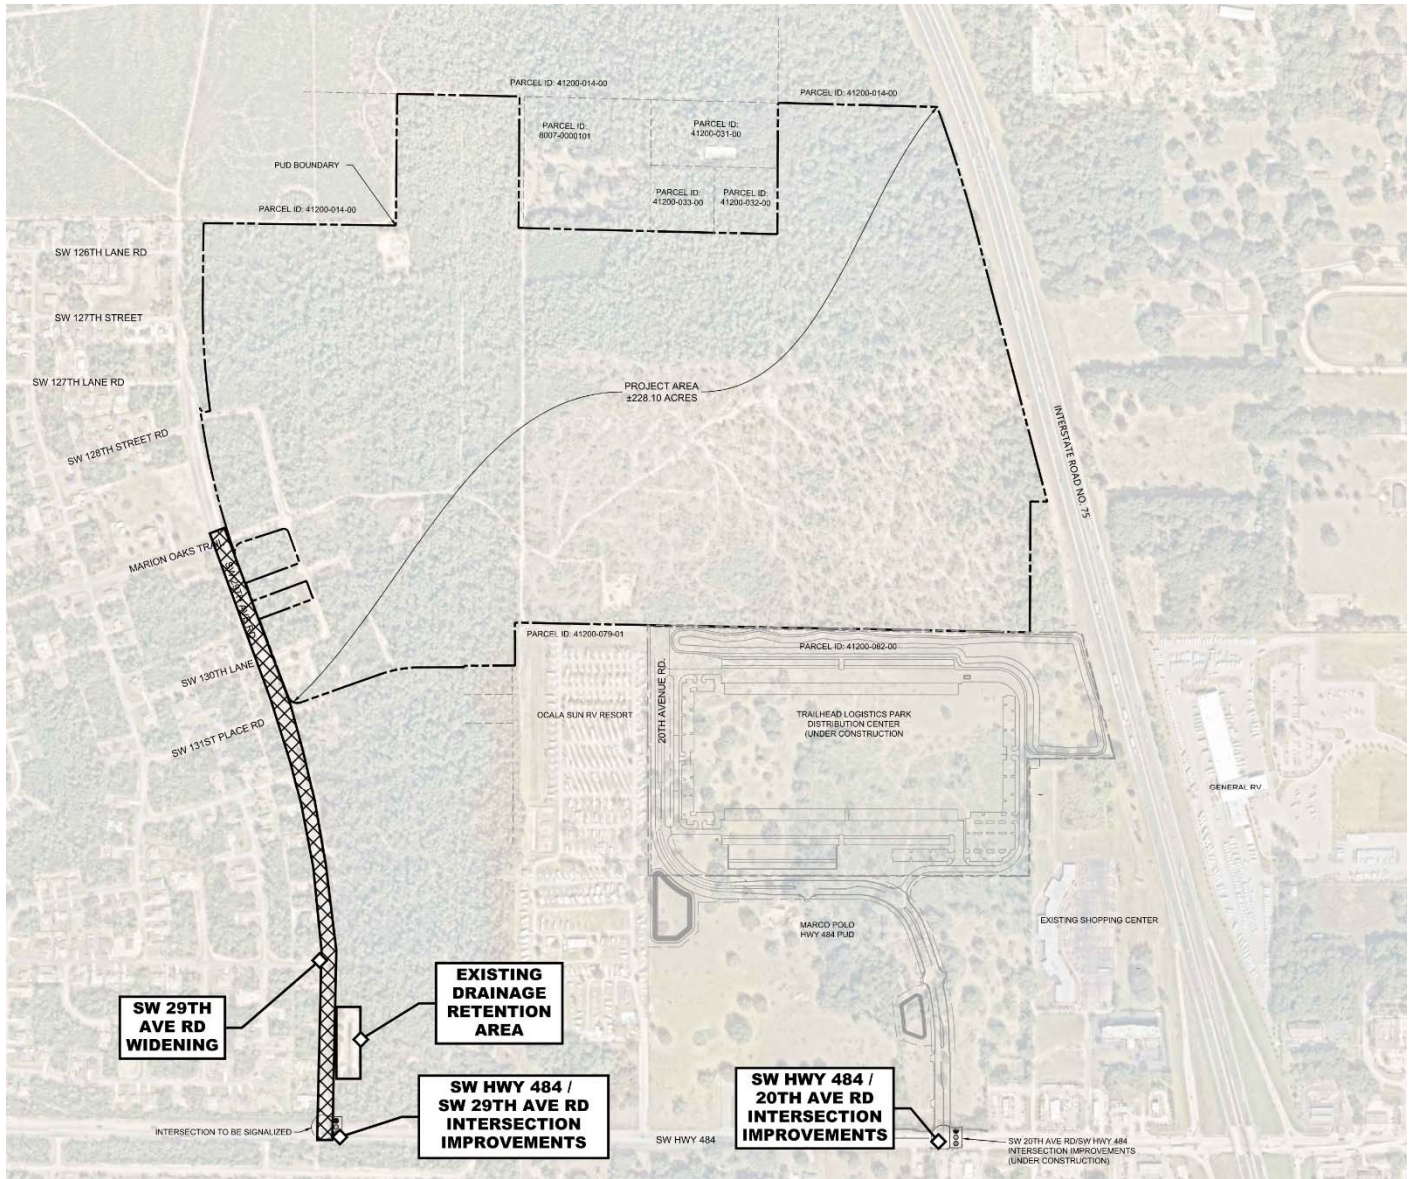 PARCEL ID: 41200-014-00
PARCEL ID: 41200-014-00
PARCEL ID:
8007-0000101
PARCEL ID:
41200-031-00
PUD BOUNDARY
PARCEL ID:
41200-033-00
PARCEL ID:
41200-032-00
PARCEL ID: 41200-014-00
SW 126TH LANE RD
SW 127TH STREET
SW 127TH LANE RD
PROJECT AREA
±228.10 ACRES
SW 128TH STREET RD
INTERSTATE ROAD NO. 75
MARION OAKS TRAIL
SW 29TH AVE RD
PARCEL ID: 41200-079-01
PARCEL ID: 41200-082-00
SW 130TH LANE
20TH AVENUE RD.
OCALA SUN RV RESORT
TRAILHEAD LOGISTICS PARK
DISTRIBUTION CENTER
(UNDER CONSTRUCTION
SW 131ST PLACE RD
GENERAL RV
MARCO POLO
HWY 484 PUD
EXISTING SHOPPING CENTER
SW 29TH
AVE RD
WIDENING
EXISTING
DRAINAGE
RETENTION
AREA
SW HWY 484 /
SW 29TH AVE RD
INTERSECTION
IMPROVEMENTS
SW HWY 484 /
20TH AVE RD
INTERSECTION
IMPROVEMENTS
INTERSECTION TO BE SIGNALIZED
SW HWY 484
SW 20TH AVE RD/SW HWY 484
INTERSECTION IMPROVEMENTS
(UNDER CONSTRUCTION)